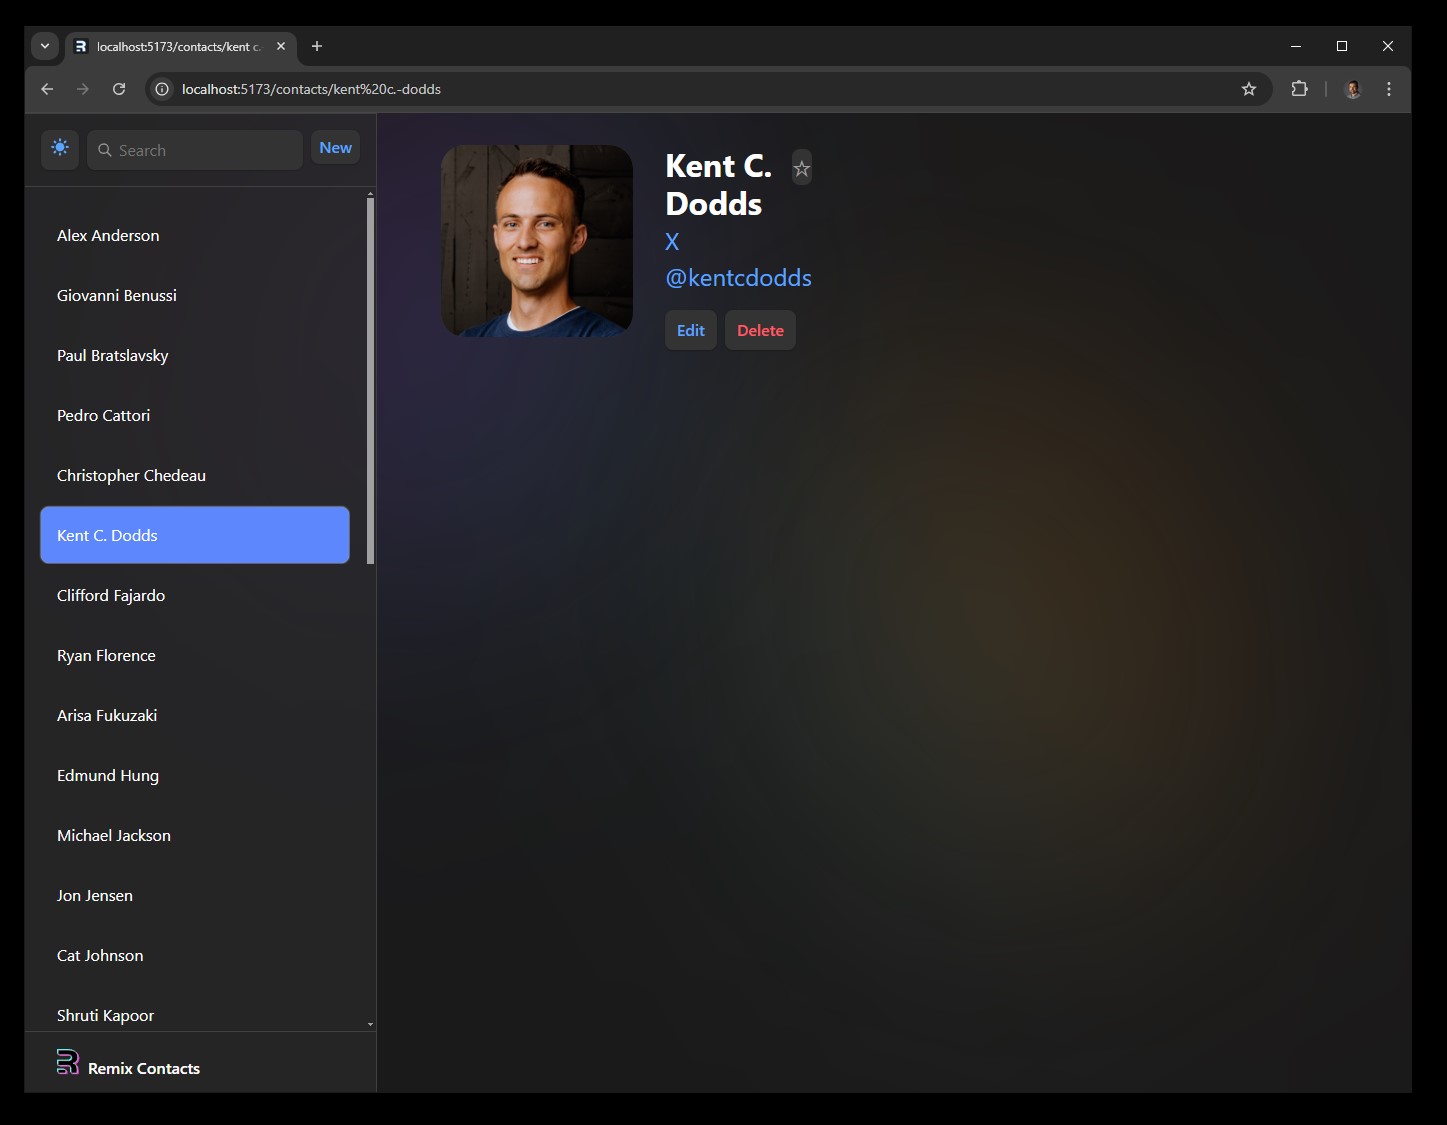 localhost:5173/contacts/kent c.
localhost:5173/contacts/kent%20c.-dodds
Search
New
Alex Anderson
Giovanni Benussi
Paul Bratslavsky
Pedro Cattori
Christopher Chedeau
Kent C. Dodds
Clifford Fajardo
Ryan Florence
Arisa Fukuzaki
Edmund Hung
Michael Jackson
Jon Jensen
Cat Johnson
Shruti Kapoor
Remix Contacts
Kent C.
Dodds
X
@kentcdodds
Edit
Delete